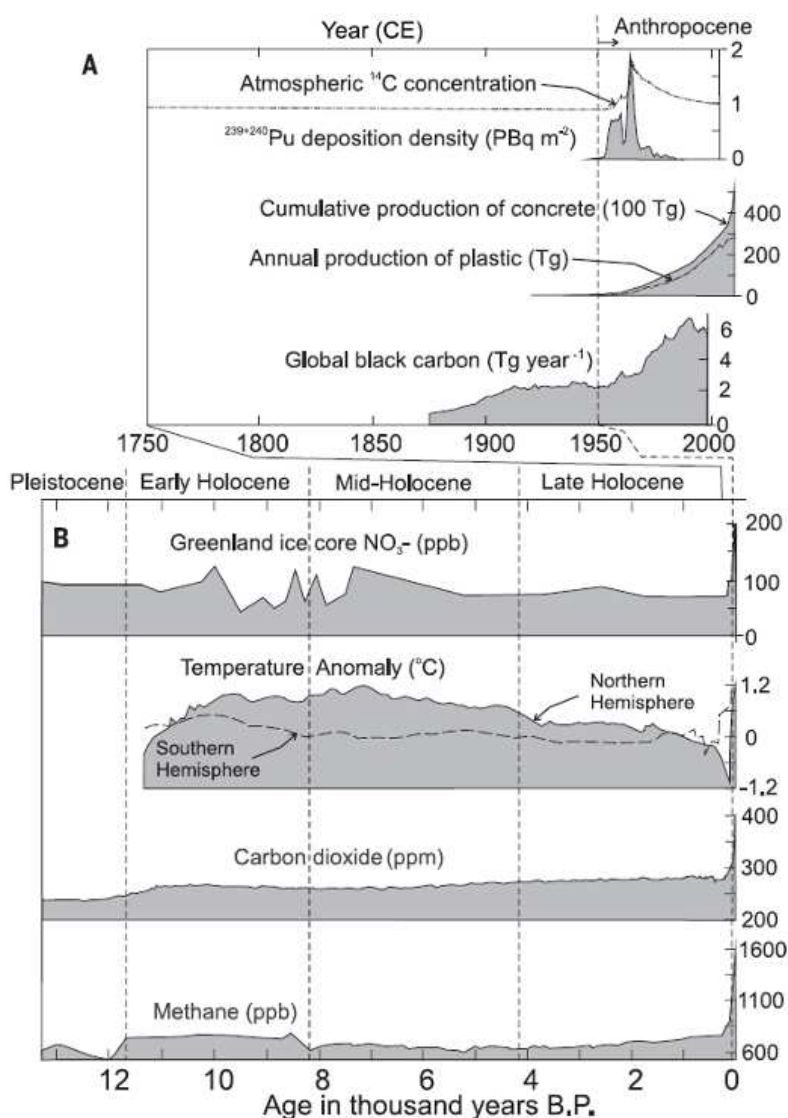 Year (CE)
Anthropocene
A
Atmospheric ¹⁴C concentration
²³⁹⁺²⁴⁰Pu deposition density (PBq m⁻²)
2
1
0
Cumulative production of concrete (100 Tg)
Annual production of plastic (Tg)
400
200
0
Global black carbon (Tg year⁻¹)
6
4
2
0
1750 1800 1850 1900 1950 2000
Pleistocene Early Holocene Mid-Holocene Late Holocene
B
Greenland ice core NO₃- (ppb)
200
100
0
Temperature Anomaly (°C)
Northern
Hemisphere
Southern
Hemisphere
1.2
0
-1.2
Carbon dioxide (ppm)
400
300
200
Methane (ppb)
1600
1100
600
12 10 8 6 4 2 0
Age in thousand years B.P.